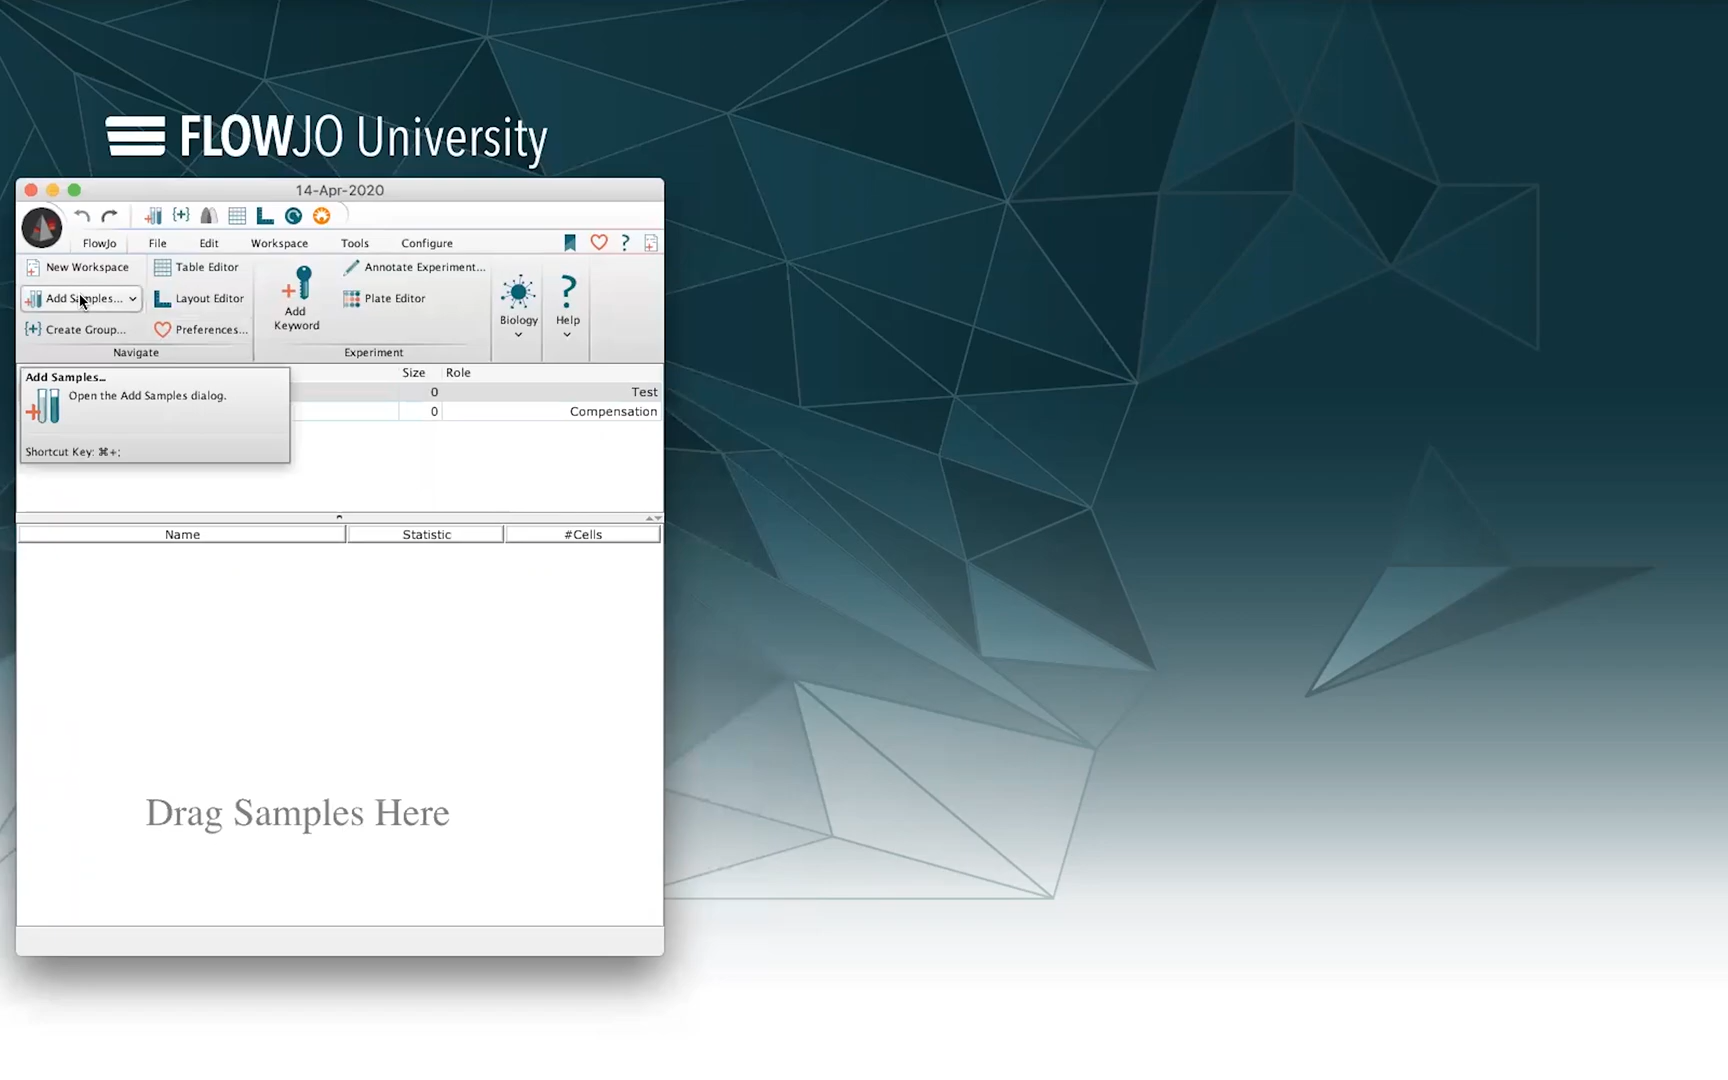 FLOWJO University
14-Apr-2020
FlowJo File Edit Workspace Tools Configure
New Workspace
Add Samples...
Create Group...
Navigate
Table Editor
Layout Editor
Preferences...
Add
Keyword
Annotate Experiment...
Plate Editor
Experiment
Biology
Help
Size Role
0 Test
0 Compensation
Add Samples...
Open the Add Samples dialog.
Shortcut Key: ⌘+;
Name Statistic #Cells
Drag Samples Here